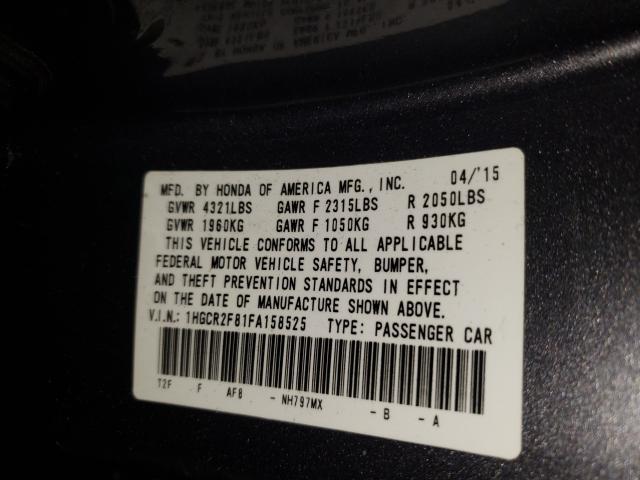 MFD. BY HONDA OF AMERICA MFG., INC. 04/'15
GVWR 4321LBS GAWR F 2315LBS R 2050LBS
GVWR 1960KG GAWR F 1050KG R 930KG
THIS VEHICLE CONFORMS TO ALL APPLICABLE
FEDERAL MOTOR VEHICLE SAFETY, BUMPER,
AND THEFT PREVENTION STANDARDS IN EFFECT
ON THE DATE OF MANUFACTURE SHOWN ABOVE.
V.I.N.: 1HGCR2F81FA158525 TYPE: PASSENGER CAR
T2F F AF8 - NH797MX - B - A